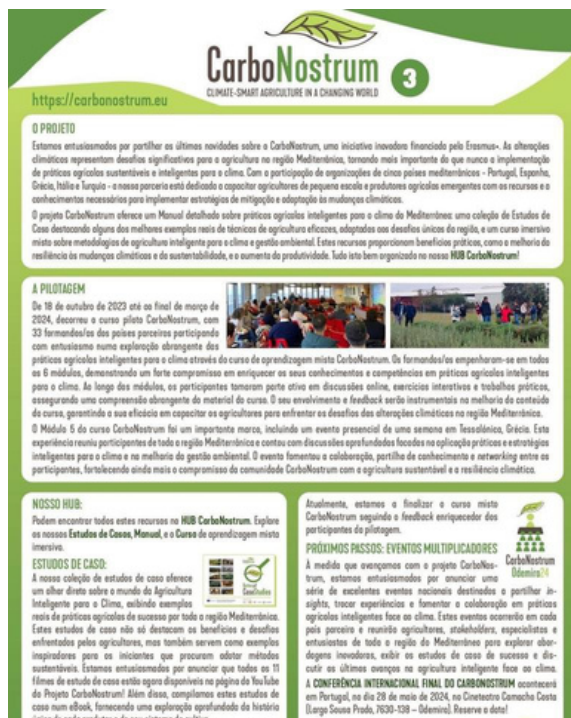 CarboNostrum
3
CLIMATE-SMART AGRICULTURE IN A CHANGING WORLD
https://carbonostrum.eu
O PROJETO
Estamos entusiasmados por partilhar as últimas novidades sobre o CarboNostrum, uma iniciativa inovadora financiada pelo Erasmus+. As alterações
climáticas representam desafios significativos para a agricultura na região Mediterrânica, tornando mais importante do que nunca a implementação
de práticas agrícolas sustentáveis e inteligentes para o clima. Com a participação de organizações de cinco países mediterrânicos - Portugal, Espanha,
Grécia, Itália e Turquia - a nossa parceria está dedicada a capacitar agricultores de pequena escala e produtores agrícolas emergentes com os recursos e o
conhecimentos necessários para implementar estratégias de mitigação e adaptação às mudanças climáticas.
O projeto CarboNostrum oferece um Manual detalhado sobre práticas agrícolas inteligentes para o clima do Mediterrâneo; uma coleção de Estudos de
Caso destacando alguns dos melhores exemplos reais de técnicas de agricultura eficazes, adaptados aos desafios únicos da região, e um curso imersivo
misto sobre metodologias de agricultura inteligente para o clima e gestão ambiental. Estes recursos proporcionam benefícios práticos, como a melhoria da
resiliência às mudanças climáticas e da sustentabilidade, e o aumento da produtividade. Tudo isto bem organizado no nosso HUB CarboNostrum!
A PILOTAGEM
De 18 de outubro de 2023 até ao final de março de
2024, decorreu o curso piloto CarboNostrum, com
33 formandos/as dos países parceiros participando
com entusiasmo numa exploração abrangente das
práticas agrícolas inteligentes para o clima através do curso de aprendizagem mista CarboNostrum. Os formandos/as empenharam-se em todos
os 6 módulos, demonstrando um forte compromisso em enriquecer os seus conhecimentos e competências em práticas agrícolas inteligentes
para o clima. Ao longo dos módulos, os participantes tomaram parte ativa em discussões online, exercícios interativos e trabalhos práticos,
assegurando uma compreensão abrangente do material do curso. O seu envolvimento e feedback serão instrumentais na melhoria do conteúdo
do curso, garantindo a sua eficácia em capacitar os agricultores para enfrentar os desafios das alterações climáticas na região Mediterrânica.
O Módulo 5 do curso CarboNostrum foi um importante marco, incluindo um evento presencial de uma semana em Tessalónica, Grécia. Esta
experiência reuniu participantes de toda a região Mediterrânica e contou com discussões aprofundadas focadas na aplicação práticas e estratégias
inteligentes para o clima e na melhoria da gestão ambiental. O evento fomentou a colaboração, partilha de conhecimento e networking entre os
participantes, fortalecendo ainda mais o compromisso da comunidade CarboNostrum com a agricultura sustentável e a resiliência climática.
NOSSO HUB:
Podem encontrar todos estes recursos no HUB CarboNostrum. Explore
os nossos Estudos de Casos, Manual, e o Curso de aprendizagem mista
imersivo.
ESTUDOS DE CASO:
A nossa coleção de estudos de caso oferece
um olhar direto sobre o mundo da Agricultura
Inteligente para o Clima, exibindo exemplos
reais de práticas agrícolas de sucesso por toda a região Mediterrânica.
Estes estudos de caso não só destacam os benefícios e desafios
enfrentados pelos agricultores, mas também servem como exemplos
inspiradores para os iniciantes que procuram adotar métodos
sustentáveis. Estamos entusiasmados por anunciar que todos os 11
filmes de estudo de caso estão agora disponíveis na página do YouTube
do Projeto CarboNostrum! Além disso, compilamos estes estudos de
caso num eBook, fornecendo uma exploração aprofundada da história
Atualmente, estamos a finalizar o curso misto
CarboNostrum seguindo o feedback enriquecedor dos
participantes da pilotagem.
PRÓXIMOS PASSOS: EVENTOS MULTIPLICADORES
À medida que avançamos com o projeto CarboNos-
trum, estamos entusiasmados por anunciar uma
série de excelentes eventos nacionais destinados a partilhar in-
sights, trocar experiências e fomentar a colaboração em práticas
agrícolas inteligentes face ao clima. Estes eventos ocorrerão em cada
país parceiro e reunirão agricultores, stakeholders, especialistas e
entusiastas de toda a região do Mediterrâneo para explorar abor-
dagens inovadoras, exibir os estudos de caso de sucesso e dis-
cutir os últimos avanços na agricultura inteligente face ao clima.
A CONFERÊNCIA INTERNACIONAL FINAL DO CARBONOSTRUM acontecerá
em Portugal, no dia 28 de maio de 2024, no Cineteatro Camacho Costa
(Largo Sousa Prado, 7630-138 – Odemira). Reserve a data!
CarboNostrum
Odemira24